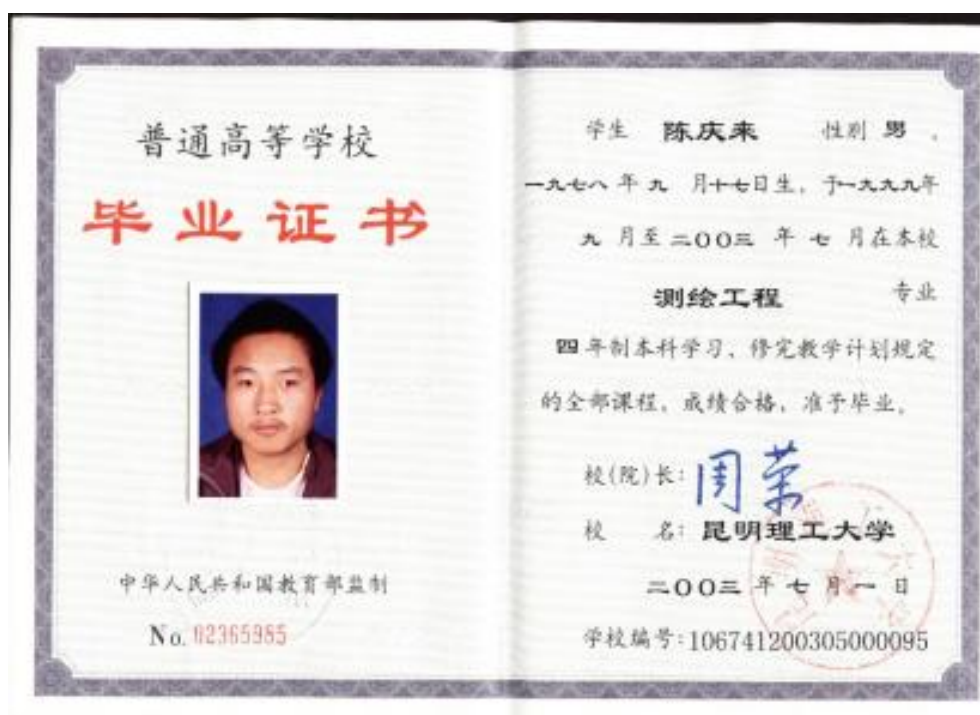 普通高等学校
毕业证书
中华人民共和国教育部监制
No. 02365985
学生 陈庆来 性别 男 ,
一九七八 年 九 月十七日生, 于一九九九年
九 月至 二〇〇三 年 七 月在本校
测绘工程 专业
四 年制本科学习, 修完教学计划规定
的全部课程, 成绩合格, 准予毕业。
校(院)长: 周荣
校 名: 昆明理工大学
二〇〇三 年 七 月 一 日
学校编号: 106741200305000095